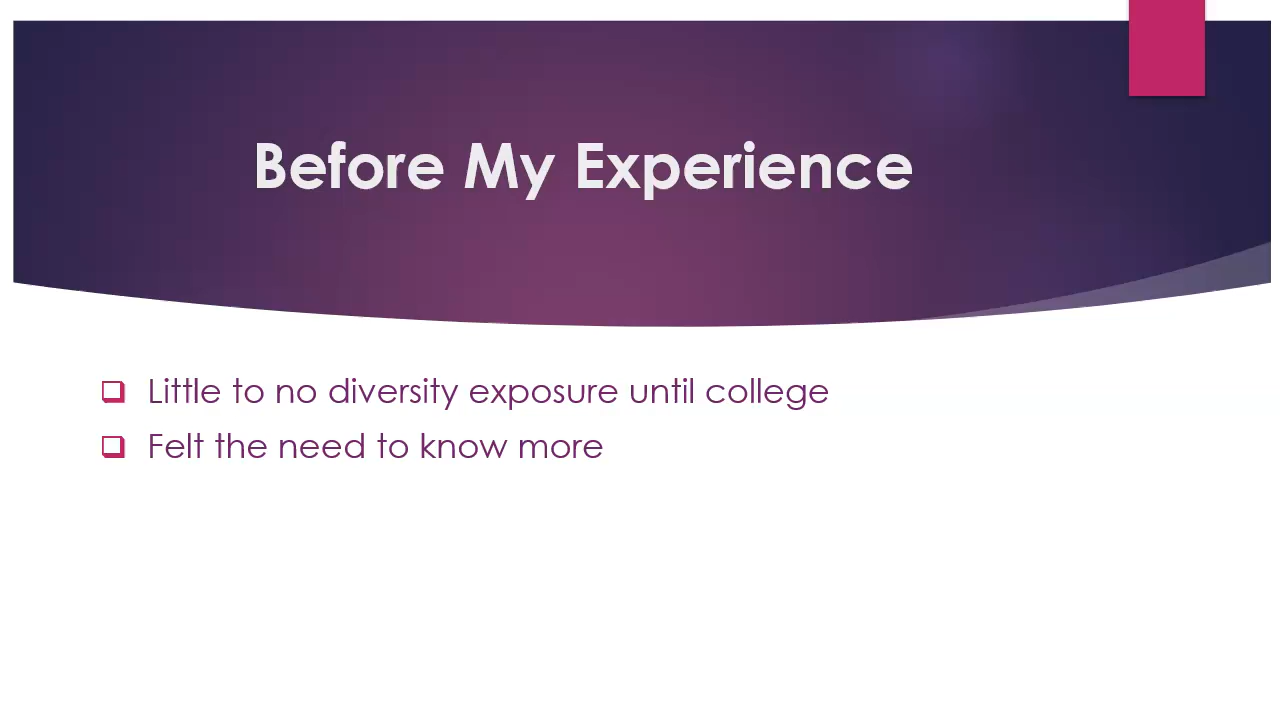 Before My Experience
Little to no diversity exposure until college
Felt the need to know more